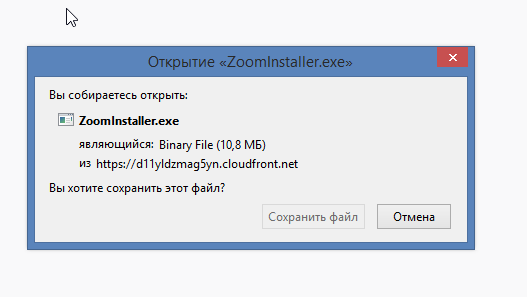 Открытие «ZoomInstaller.exe»
Вы собираетесь открыть:
ZoomInstaller.exe
являющийся: Binary File (10,8 МБ)
из https://d11yldzmag5yn.cloudfront.net
Вы хотите сохранить этот файл?
Сохранить файл Отмена